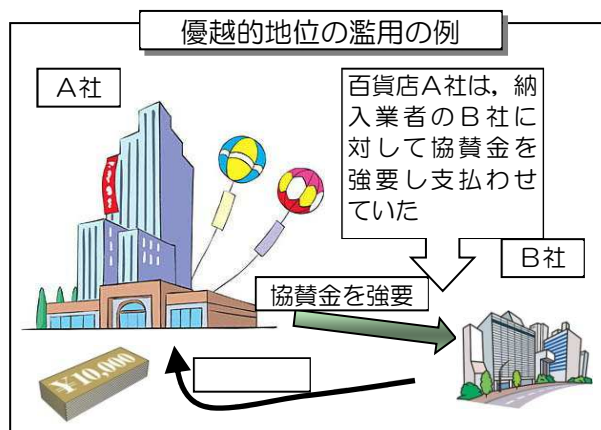 優越的地位の濫用の例
A社
百貨店A社は，納
入業者のB社に
対して協賛金を
強要し支払わせ
ていた
B社
協賛金を強要
¥10,000